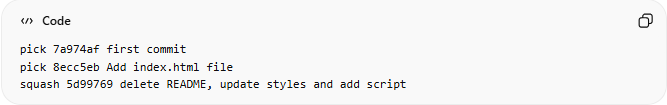 Code
pick 7a974af first commit
pick 8ecc5eb Add index.html file
squash 5d99769 delete README, update styles and add script